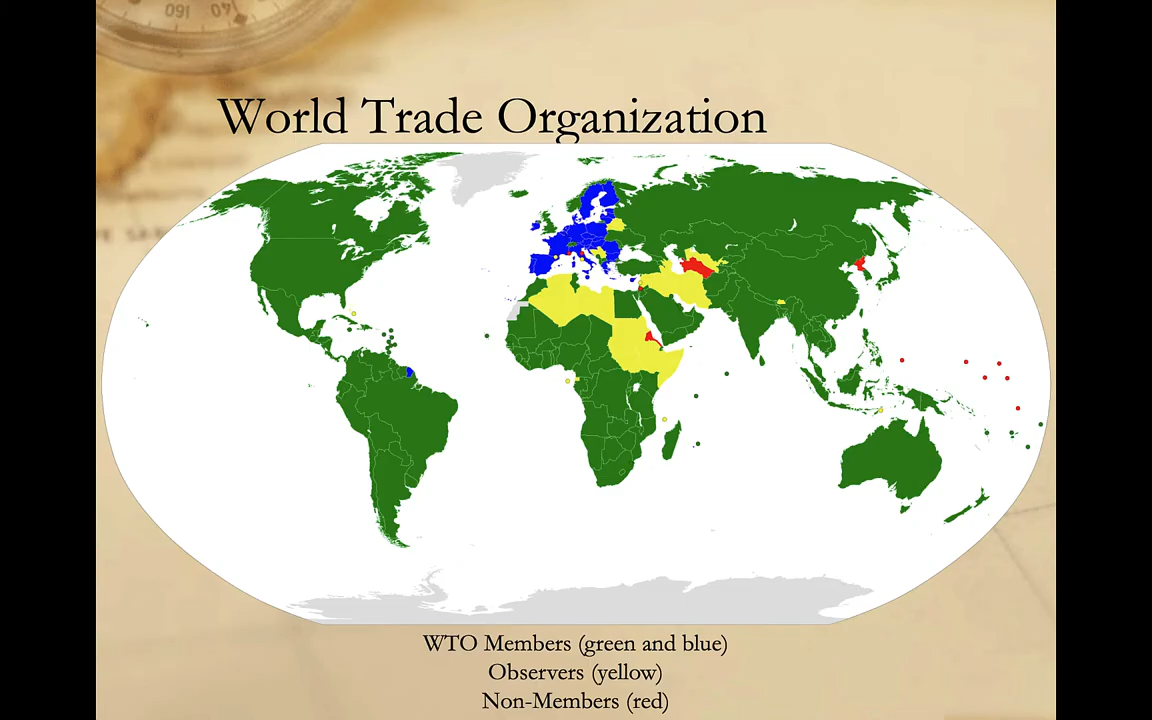 World Trade Organization
WTO Members (green and blue)
Observers (yellow)
Non-Members (red)